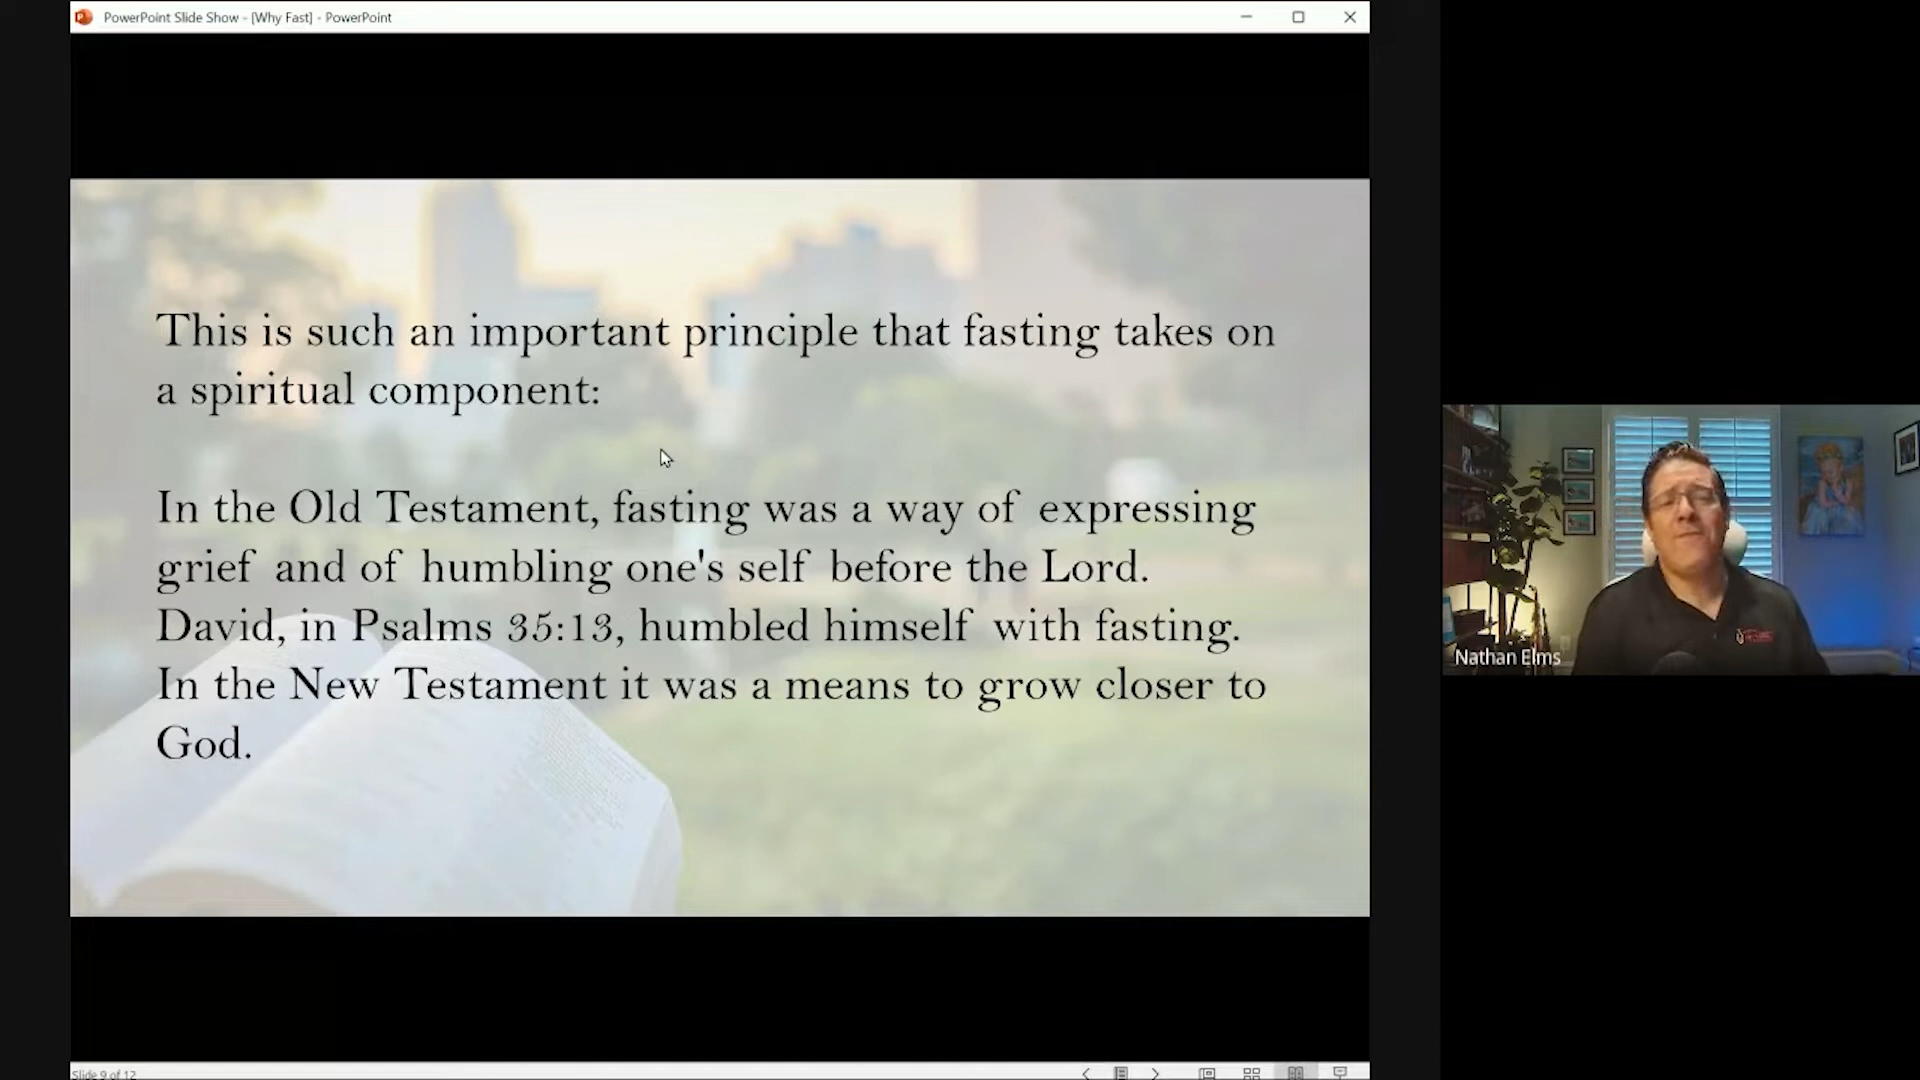 PowerPoint Slide Show - [Why Fast] - PowerPoint
This is such an important principle that fasting takes on
a spiritual component:
In the Old Testament, fasting was a way of expressing
grief and of humbling one's self before the Lord.
David, in Psalms 35:13, humbled himself with fasting.
In the New Testament it was a means to grow closer to
God.
Nathan Elms
Slide 9 of 12